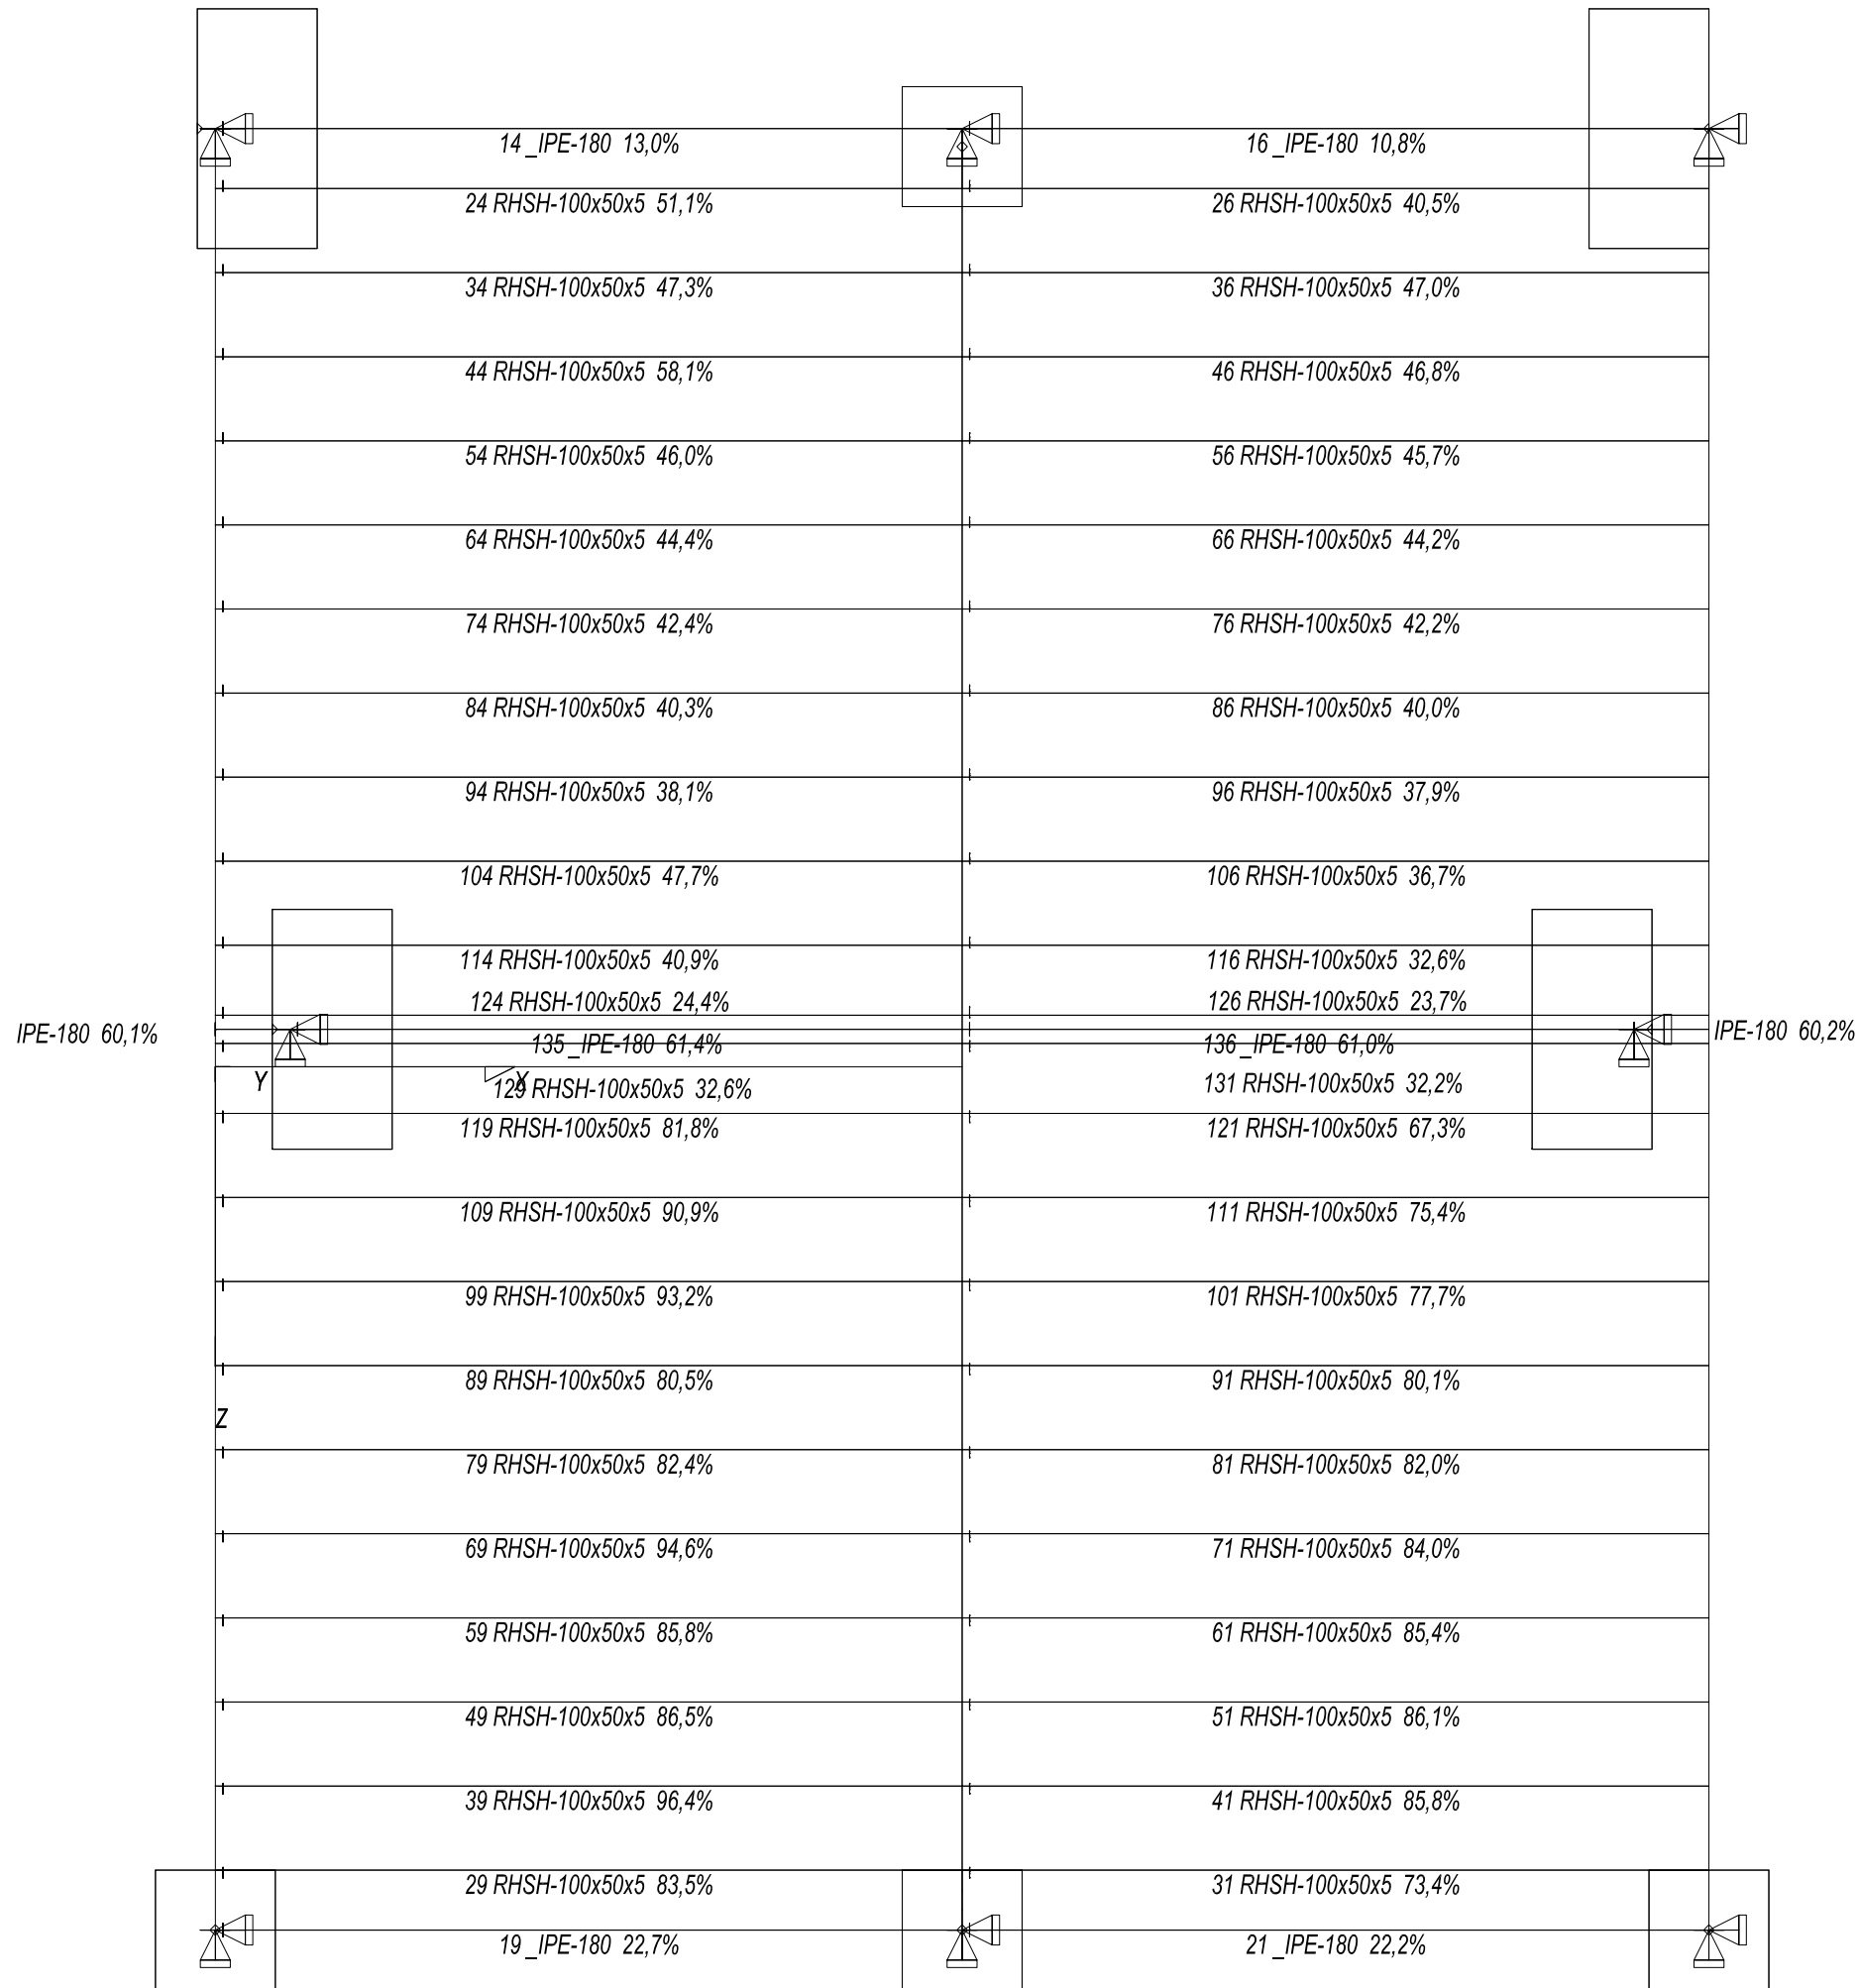 14 _IPE-180 13,0%
16 _IPE-180 10,8%
24 RHSH-100x50x5 51,1%
26 RHSH-100x50x5 40,5%
34 RHSH-100x50x5 47,3%
36 RHSH-100x50x5 47,0%
44 RHSH-100x50x5 58,1%
46 RHSH-100x50x5 46,8%
54 RHSH-100x50x5 46,0%
56 RHSH-100x50x5 45,7%
64 RHSH-100x50x5 44,4%
66 RHSH-100x50x5 44,2%
74 RHSH-100x50x5 42,4%
76 RHSH-100x50x5 42,2%
84 RHSH-100x50x5 40,3%
86 RHSH-100x50x5 40,0%
94 RHSH-100x50x5 38,1%
96 RHSH-100x50x5 37,9%
104 RHSH-100x50x5 47,7%
106 RHSH-100x50x5 36,7%
114 RHSH-100x50x5 40,9%
116 RHSH-100x50x5 32,6%
124 RHSH-100x50x5 24,4%
126 RHSH-100x50x5 23,7%
IPE-180 60,1%
135 _IPE-180 61,4%
136 _IPE-180 61,0%
IPE-180 60,2%
Y
X
129 RHSH-100x50x5 32,6%
131 RHSH-100x50x5 32,2%
119 RHSH-100x50x5 81,8%
121 RHSH-100x50x5 67,3%
109 RHSH-100x50x5 90,9%
111 RHSH-100x50x5 75,4%
99 RHSH-100x50x5 93,2%
101 RHSH-100x50x5 77,7%
89 RHSH-100x50x5 80,5%
91 RHSH-100x50x5 80,1%
Z
79 RHSH-100x50x5 82,4%
81 RHSH-100x50x5 82,0%
69 RHSH-100x50x5 94,6%
71 RHSH-100x50x5 84,0%
59 RHSH-100x50x5 85,8%
61 RHSH-100x50x5 85,4%
49 RHSH-100x50x5 86,5%
51 RHSH-100x50x5 86,1%
39 RHSH-100x50x5 96,4%
41 RHSH-100x50x5 85,8%
29 RHSH-100x50x5 83,5%
31 RHSH-100x50x5 73,4%
19 _IPE-180 22,7%
21 _IPE-180 22,2%